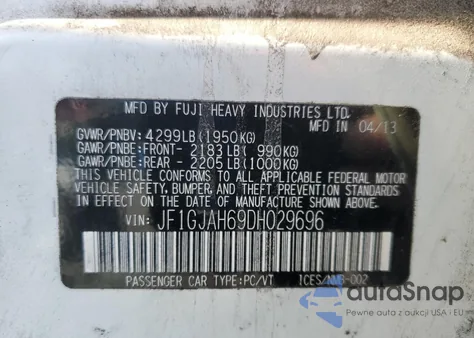 MFD BY FUJI HEAVY INDUSTRIES LTD.
MFD IN 04/13
GVWR/PNBV: 4299LB(1950KG)
GAWR/PNBE:FRONT- 2183LB( 990KG)
GAWR/PNBE:REAR - 2205LB(1000KG)
THIS VEHICLE CONFORMS TO ALL APPLICABLE FEDERAL MOTOR
VEHICLE SAFETY, BUMPER, AND THEFT PREVENTION STANDARDS
IN EFFECT ON THE DATE OF MANUFACTURE SHOWN ABOVE.
VIN: JF1GJAH69DH029696
PASSENGER CAR TYPE:PC/VT ICES/NMB-002
autoSnap
Pewne auta z aukcji USA i EU